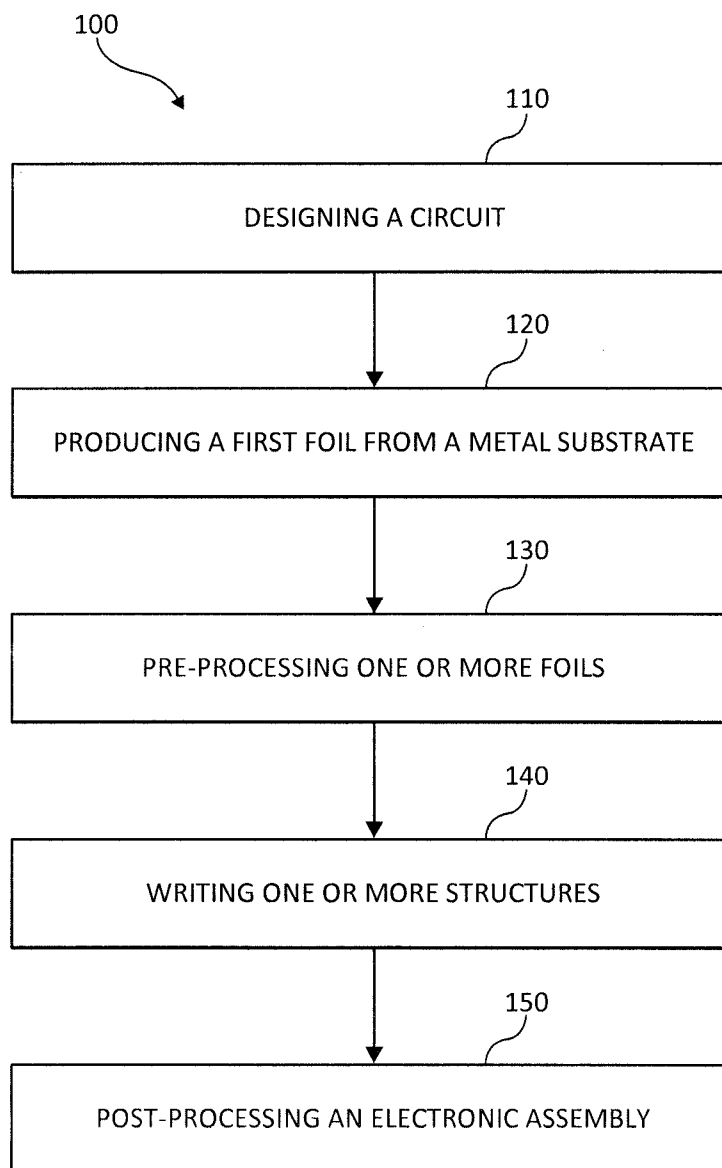 100
110
DESIGNING A CIRCUIT
120
PRODUCING A FIRST FOIL FROM A METAL SUBSTRATE
130
PRE-PROCESSING ONE OR MORE FOILS
140
WRITING ONE OR MORE STRUCTURES
150
POST-PROCESSING AN ELECTRONIC ASSEMBLY